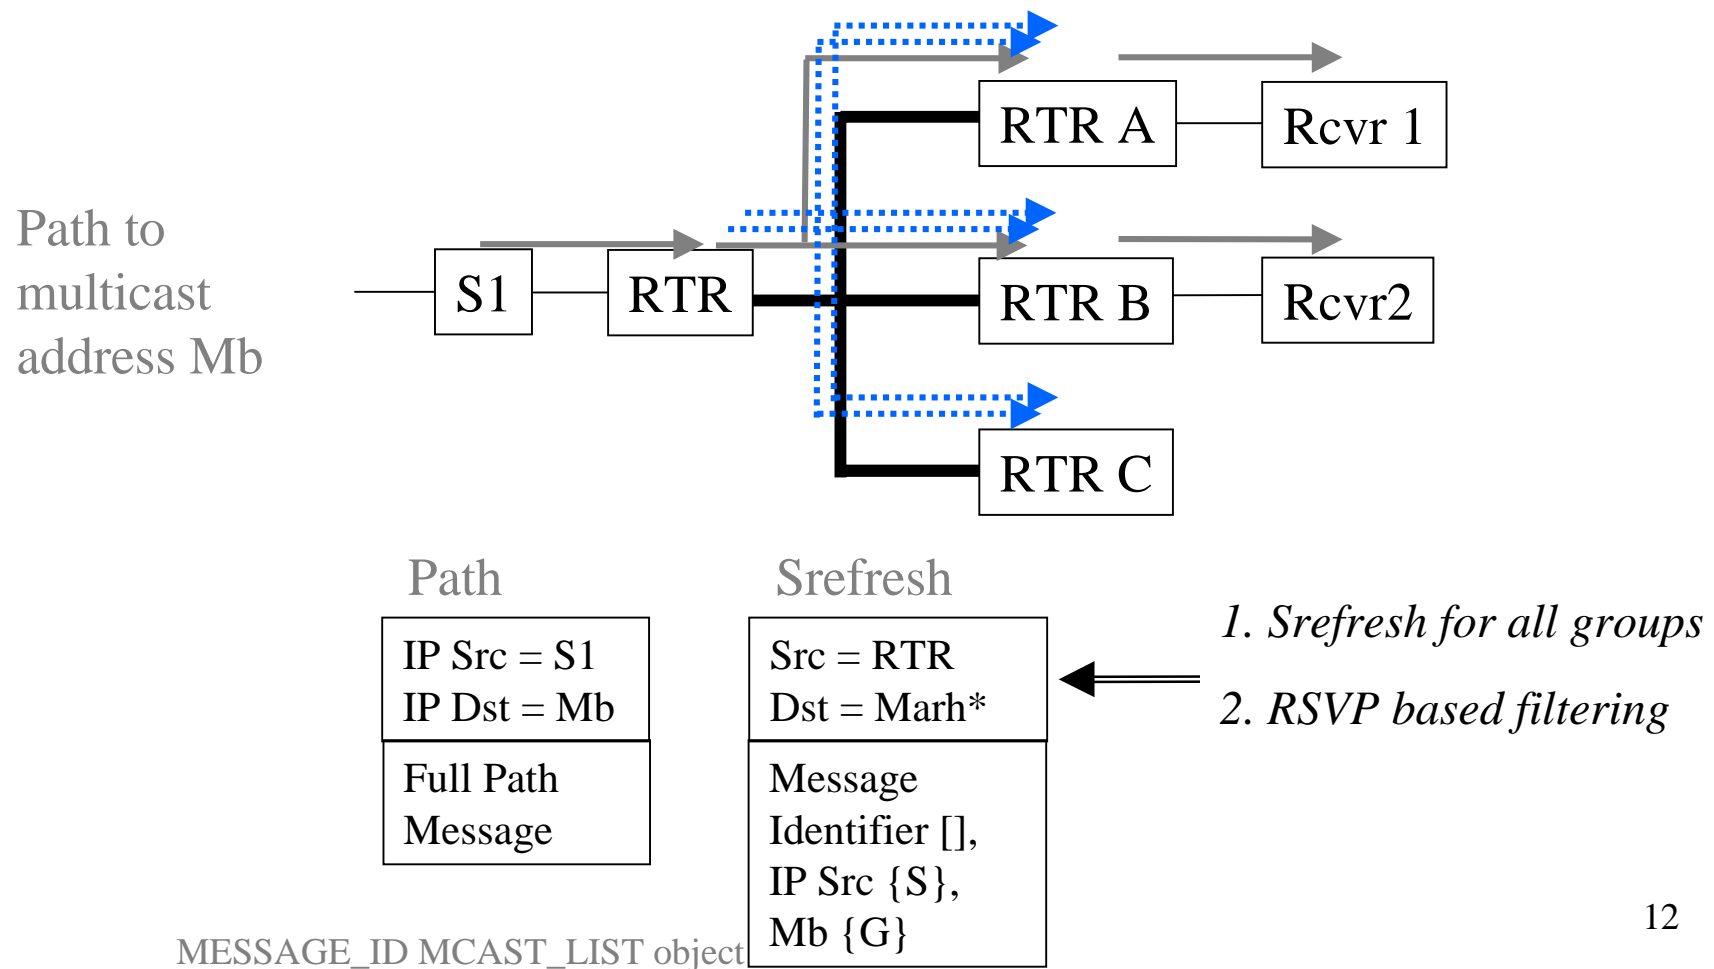 RTR A
Rcvr 1
Path to
multicast
address Mb
S1
RTR
RTR B
Rcvr2
RTR C
Path
IP Src = S1
IP Dst = Mb
Full Path
Message
Srefresh
Src = RTR
Dst = Marh*
Message
Identifier [],
IP Src {S},
Mb {G}
1. Srefresh for all groups
2. RSVP based filtering
MESSAGE_ID MCAST_LIST object
12